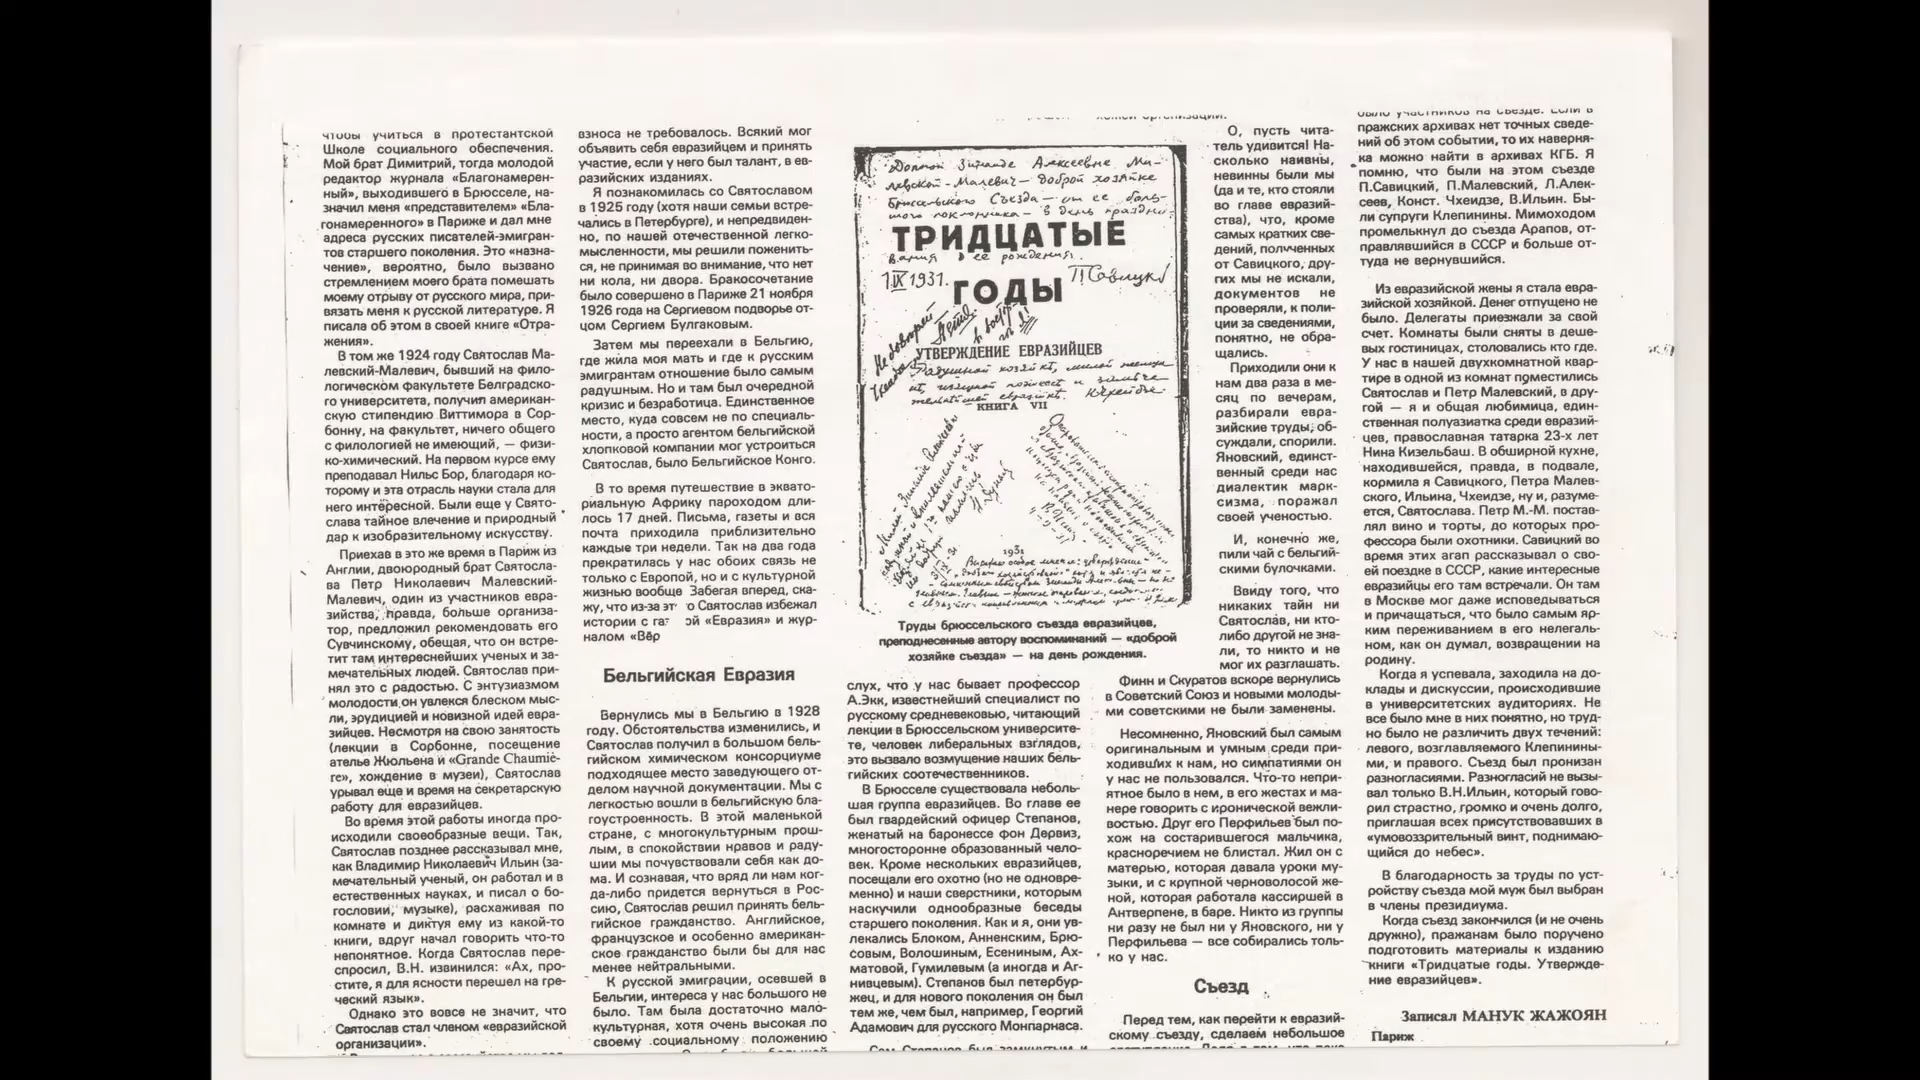 чтобы учиться в протестантской
Школе социального обеспечения.
Мой брат Димитрий, тогда молодой
редактор журнала «Благонамерен-
ный», выходившего в Брюсселе, на-
значил меня «представителем» «Бла-
гонамеренного» в Париже и дал мне
адреса русских писателей-эмигран-
тов старшего поколения. Это «назна-
чение», вероятно, было вызвано
стремлением моего брата помешать
моему отрыву от русского мира, при-
вязать меня к русской литературе. Я
писала об этом в своей книге «Отра-
жения».
В том же 1924 году Святослав Ма-
левский-Малевич, бывший на фило-
логическом факультете Белградско-
го университета, получил американ-
скую стипендию Виттимора в Сор-
бонну, на факультет, ничего общего
с филологией не имеющий, — физи-
ко-химический. На первом курсе ему
преподавал Нильс Бор, благодаря ко-
торому и эта отрасль науки стала для
него интересной. Были еще у Свято-
слава тайное влечение и природный
дар к изобразительному искусству.
Приехав в это же время в Париж из
Англии, двоюродный брат Святосла-
ва Петр Николаевич Малевский-
Малевич, один из участников евра-
зийства, правда, больше организа-
тор, предложил рекомендовать его
Сувчинскому, обещая, что он встре-
тит там интереснейших ученых и за-
мечательных людей. Святослав при-
нял это с радостью. С энтузиазмом
молодости он увлекся блеском мыс-
ли, эрудицией и новизной идей евра-
зийцев. Несмотря на свою занятость
(лекции в Сорбонне, посещение
ателье Жюльена и «Grande Chaumiè-
re», хождение в музеи), Святослав
урывал еще и время на секретарскую
работу для евразийцев.
Во время этой работы иногда про-
исходили своеобразные вещи. Так,
Святослав позднее рассказывал мне,
как Владимир Николаевич Ильин (за-
мечательный ученый, он работал и в
естественных науках, и писал о бо-
гословии, музыке), расхаживая по
комнате и диктуя ему из какой-то
книги, вдруг начал говорить что-то
непонятное. Когда Святослав пере-
спросил, В.Н. извинился: «Ах, про-
стите, я для ясности перешел на гре-
ческий язык».
Однако это вовсе не значит, что
Святослав стал членом «евразийской
организации».
взноса не требовалось. Всякий мог
объявить себя евразийцем и принять
участие, если у него был талант, в ев-
разийских изданиях.
Я познакомилась со Святославом
в 1925 году (хотя наши семьи встре-
чались в Петербурге), и непредвиден-
но, по нашей отечественной легко-
мысленности, мы решили поженить-
ся, не принимая во внимание, что нет
ни кола, ни двора. Бракосочетание
было совершено в Париже 21 ноября
1926 года на Сергиевом подворье от-
цом Сергием Булгаковым.
Затем мы переехали в Бельгию,
где жила моя мать и где к русским
эмигрантам отношение было самым
радушным. Но и там был очередной
кризис и безработица. Единственное
место, куда совсем не по специаль-
ности, а просто агентом бельгийской
хлопковой компании мог устроиться
Святослав, было Бельгийское Конго.
В то время путешествие в эквато-
риальную Африку пароходом дли-
лось 17 дней. Письма, газеты и вся
почта приходила приблизительно
каждые три недели. Так на два года
прекратилась у нас обоих связь не
только с Европой, но и с культурной
жизнью вообще Забегая вперед, ска-
жу, что из-за эт о Святослав избежал
истории с га ой «Евразия» и жур-
налом «Вёр
Бельгийская Евразия
Вернулись мы в Бельгию в 1928
году. Обстоятельства изменились, и
Святослав получил в большом бель-
гийском химическом консорциуме
подходящее место заведующего от-
делом научной документации. Мы с
легкостью вошли в бельгийскую бла-
гоустроенность. В этой маленькой
стране, с многокультурным прош-
лым, в спокойствии нравов и раду-
шии мы почувствовали себя как до-
ма. И сознавая, что вряд ли нам ког-
да-либо придется вернуться в Рос-
сию, Святослав решил принять бель-
гийское гражданство. Английское,
французское и особенно американ-
ское гражданство были бы для нас
менее нейтральными.
К русской эмиграции, осевшей в
Бельгии, интереса у нас большого не
было. Там была достаточно мало-
культурная, хотя очень высокая по
своему социальному положению
Дорогой Зинаиде Алексеевне Ма-
левской-Малевич — доброй хозяйке
Брюссельского Съезда — от ее боль-
шого поклонника — в день праздно-
ТРИДЦАТЫЕ
вания ее рождения.
1 IX 1931. П Савицкий
ГОДЫ
УТВЕРЖДЕНИЕ ЕВРАЗИЙЦЕВ
КНИГА VII
1931
Труды брюссельского съезда евразийцев,
преподнесенные автору воспоминаний — «доброй
хозяйке съезда» — на день рождения.
слух, что у нас бывает профессор
А.Экк, известнейший специалист по
русскому средневековью, читающий
лекции в Брюссельском университе-
те, человек либеральных взглядов,
это вызвало возмущение наших бель-
гийских соотечественников.
В Брюсселе существовала неболь-
шая группа евразийцев. Во главе ее
был гвардейский офицер Степанов,
женатый на баронессе фон Дервиз,
многосторонне образованный чело-
век. Кроме нескольких евразийцев,
посещали его охотно (но не одновре-
менно) и наши сверстники, которым
наскучили однообразные беседы
старшего поколения. Как и я, они ув-
лекались Блоком, Анненским, Брю-
совым, Волошиным, Есениным, Ах-
матовой, Гумилевым (а иногда и Аг-
нивцевым). Степанов был петербур-
жец, и для нового поколения он был
тем же, чем был, например, Георгий
Адамович для русского Монпарнаса.
О, пусть чита-
тель удивится! На-
сколько наивны,
невинны были мы
(да и те, кто стояли
во главе евразий-
ства), что, кроме
самых кратких све-
дений, полученных
от Савицкого, дру-
гих мы не искали,
документов не
проверяли, к поли-
ции за сведениями,
понятно, не обра-
щались.
Приходили они к
нам два раза в ме-
сяц по вечерам,
разбирали евра-
зийские труды, об-
суждали, спорили.
Яновский, единст-
венный среди нас
диалектик марк-
сизма, поражал
своей ученостью.
И, конечно же,
пили чай с бельгий-
скими булочками.
Ввиду того, что
никаких тайн ни
Святослав, ни кто-
либо другой не зна-
ли, то никто и не
мог их разглашать.
Финн и Скуратов вскоре вернулись
в Советский Союз и новыми молоды-
ми советскими не были заменены.
Несомненно, Яновский был самым
оригинальным и умным среди при-
ходивших к нам, но симпатиями он
у нас не пользовался. Что-то непри-
ятное было в нем, в его жестах и ма-
нере говорить с иронической вежли-
востью. Друг его Перфильев был по-
хож на состарившегося мальчика,
красноречием не блистал. Жил он с
матерью, которая давала уроки му-
зыки, и с крупной черноволосой же-
ной, которая работала кассиршей в
Антверпене, в баре. Никто из группы
ни разу не был ни у Яновского, ни у
Перфильева — все собирались толь-
ко у нас.
Съезд
Перед тем, как перейти к евразий-
скому съезду, сделаем небольшое
было участников на съезде. Если в
пражских архивах нет точных сведе-
ний об этом событии, то их наверня-
ка можно найти в архивах КГБ. Я
помню, что были на этом съезде
П.Савицкий, П.Малевский, Л.Алек-
сеев, Конст. Чхеидзе, В.Ильин. Бы-
ли супруги Клепинины. Мимоходом
промелькнул до съезда Арапов, от-
правлявшийся в СССР и больше от-
туда не вернувшийся.
Из евразийской жены я стала евра-
зийской хозяйкой. Денег отпущено не
было. Делегаты приезжали за свой
счет. Комнаты были сняты в деше-
вых гостиницах, столовались кто где.
У нас в нашей двухкомнатной квар-
тире в одной из комнат поместились
Святослав и Петр Малевский, в дру-
гой — я и общая любимица, един-
ственная полуазиатка среди евразий-
цев, православная татарка 23-х лет
Нина Кизельбаш. В обширной кухне,
находившейся, правда, в подвале,
кормила я Савицкого, Петра Малев-
ского, Ильина, Чхеидзе, ну и, разуме-
ется, Святослава. Петр М.-М. постав-
лял вино и торты, до которых про-
фессора были охотники. Савицкий во
время этих агап рассказывал о сво-
ей поездке в СССР, какие интересные
евразийцы его там встречали. Он там
в Москве мог даже исповедываться
и причащаться, что было самым яр-
ким переживанием в его нелегаль-
ном, как он думал, возвращении на
родину.
Когда я успевала, заходила на до-
клады и дискуссии, происходившие
в университетских аудиториях. Не
все было мне в них понятно, но труд-
но было не различить двух течений:
левого, возглавляемого Клепинины-
ми, и правого. Съезд был пронизан
разногласиями. Разногласий не вызы-
вал только В.Н.Ильин, который гово-
рил страстно, громко и очень долго,
приглашая всех присутствовавших в
«умовоззрительный винт, поднимаю-
щийся до небес».
В благодарность за труды по уст-
ройству съезда мой муж был выбран
в члены президиума.
Когда съезд закончился (и не очень
дружно), пражанам было поручено
подготовить материалы к изданию
книги «Тридцатые годы. Утвержде-
ние евразийцев».
Записал МАНУК ЖАЖОЯН
Париж